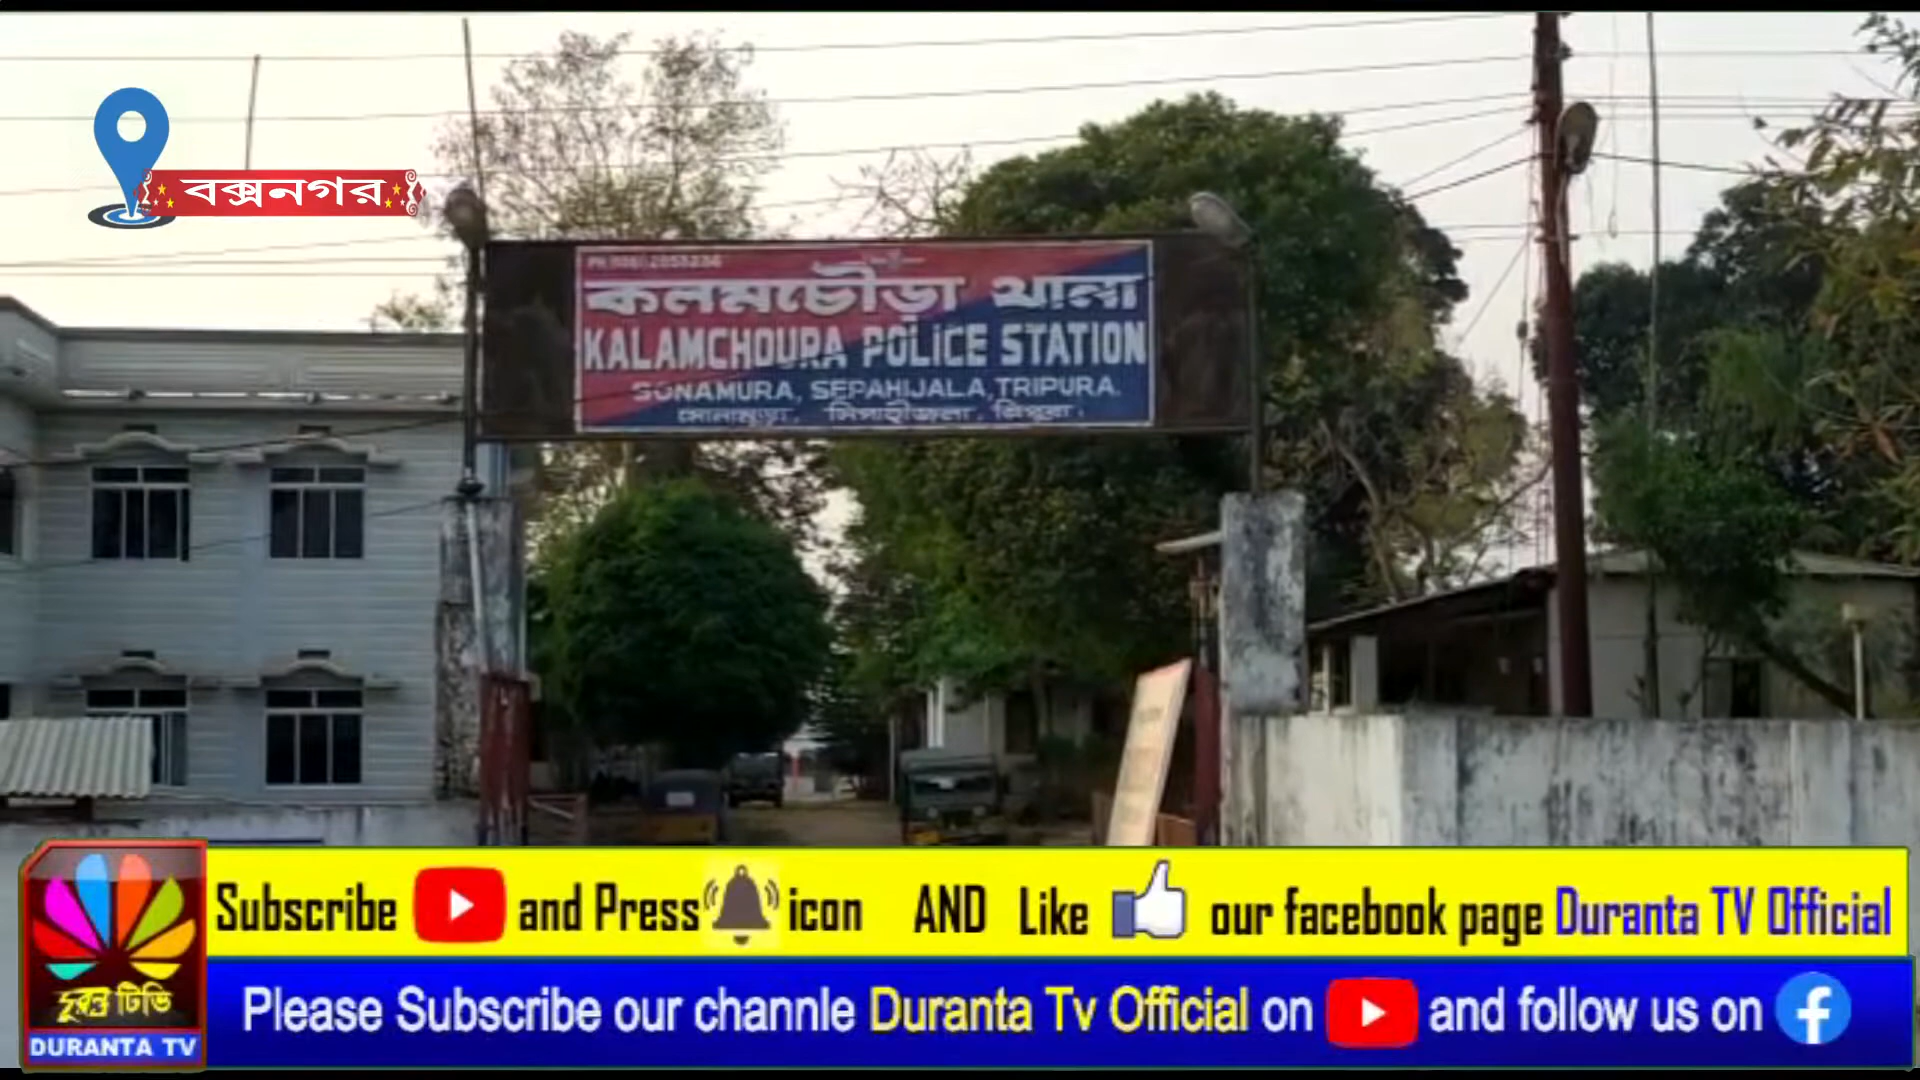 বক্সনগর
কলমচৌড়া থানা
KALAMCHOURA POLICE STATION
SONAMURA, SEPAHIJALA, TRIPURA.
সোনামুড়া, সিপাহীজলা, ত্রিপুরা।
Subscribe and Press icon AND Like our facebook page Duranta TV Official
দুরন্ত টিভি
DURANTA TV
Please Subscribe our channle Duranta Tv Official on and follow us on